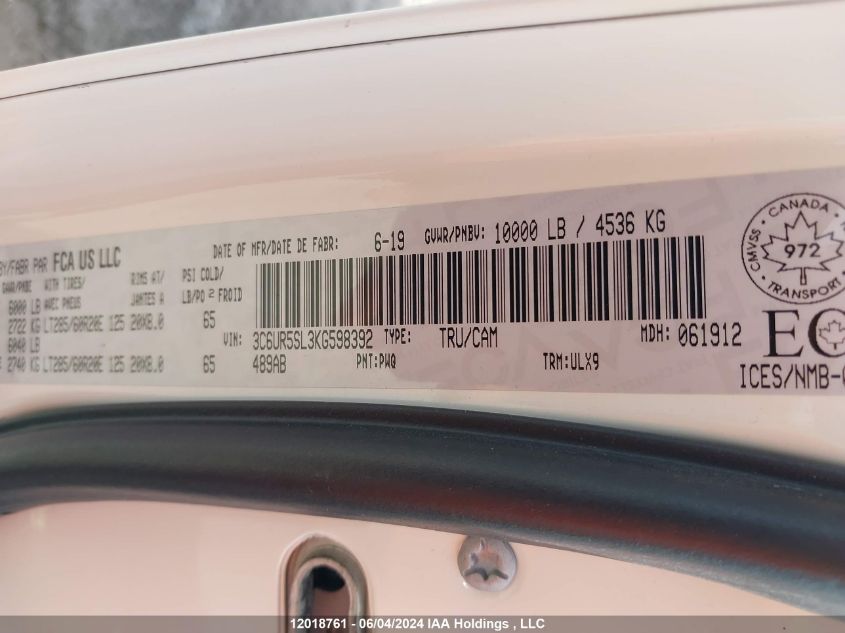 BY/FABR PAR FCA US LLC
DATE OF MFR/DATE DE FABR: 6-19 GVWR/PNBV: 10000 LB / 4536 KG
WITH TIRES/ RIMS AT/ PSI COLD/
AVEC PNEUS JANTES A LB/PO 2 FROID
6000 LB
2722 KG LT285/60R20E 125 20X8.0 65
6040 LB
2740 KG LT285/60R20E 125 20X8.0 65
VIN: 3C6UR5SL3KG598392 TYPE: TRU/CAM MDH: 061912
489AB PNT:PWQ TRM:ULX9
CANADA
CMVSS
972
TRANSPORT
EC
ICES/NMB-
12018761 - 06/04/2024 IAA Holdings , LLC